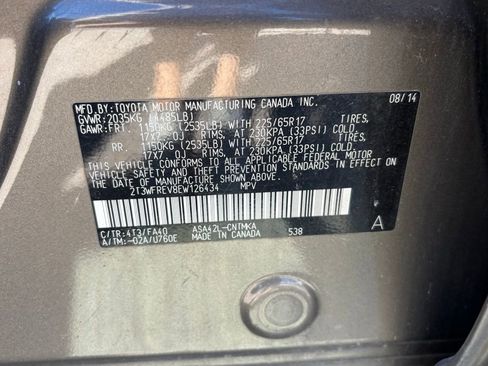 MFD.BY:TOYOTA MOTOR MANUFACTURING CANADA INC. 08/14
GVWR:2035KG (4485LB)
GAWR:FRT. 1150KG (2535LB) WITH 225/65R17 TIRES,
17X7.0J RIMS, AT 230KPA (33PSI) COLD.
RR. 1150KG (2535LB) WITH 225/65R17 TIRES,
17X7.0J RIMS, AT 230KPA (33PSI) COLD.
THIS VEHICLE CONFORMS TO ALL APPLICABLE FEDERAL MOTOR
VEHICLE SAFETY STANDARDS IN EFFECT ON THE DATE OF
MANUFACTURE SHOWN ABOVE.
2T3WFREV8EW126434 MPV
C/TR:4T3/FA40 ASA42L-CNTMKA A
A/TM:-02A/U760E MADE IN CANADA 538